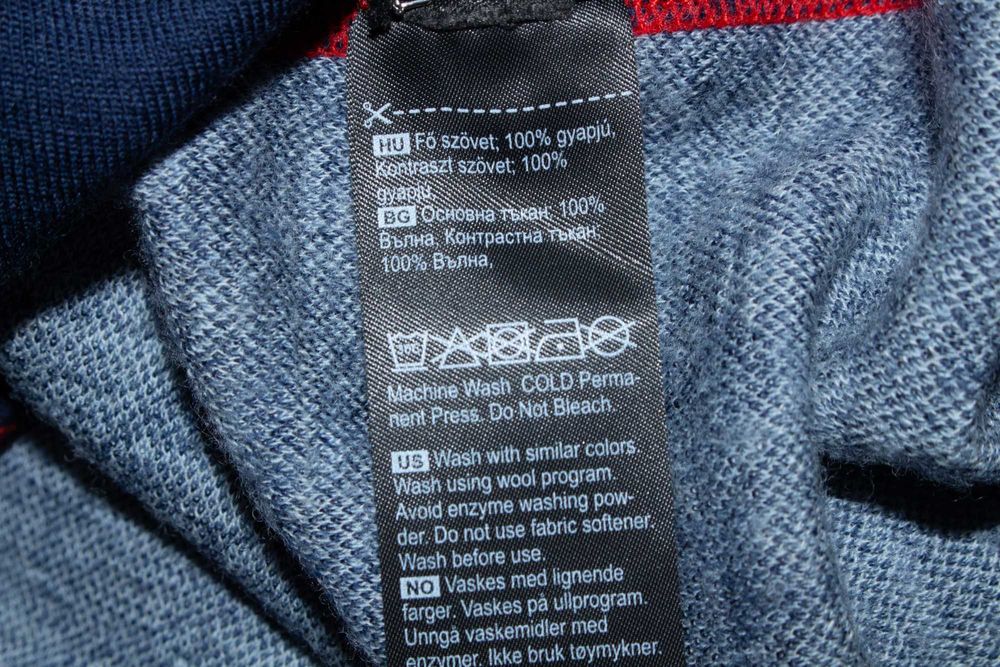 HU Fő szövet; 100% gyapjú,
Kontraszt szövet; 100%
gyapjú
BG Основна тъкан, 100%
Вълна, Контрастна тъкан,
100% Вълна,
Machine Wash COLD Perma-
nent Press. Do Not Bleach.
US Wash with similar colors.
Wash using wool program.
Avoid enzyme washing pow-
der. Do not use fabric softener.
Wash before use.
NO Vaskes med lignende
farger. Vaskes på ullprogram.
Unngå vaskemidler med
enzymer. Ikke bruk tøymykner.